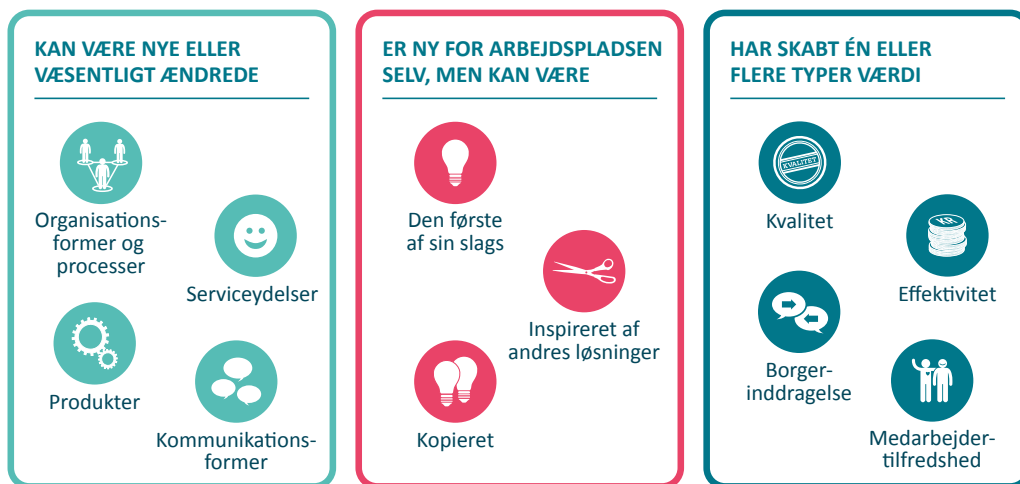 KAN VÆRE NYE ELLER
VÆSENTLIGT ÆNDREDE
Organisations-
former og
processer
Serviceydelser
Produkter
Kommunikations-
former
ER NY FOR ARBEJDSPLADSEN
SELV, MEN KAN VÆRE
Den første
af sin slags
Inspireret af
andres løsninger
Kopieret
HAR SKABT ÉN ELLER
FLERE TYPER VÆRDI
KVALITET
Kvalitet
KR
Effektivitet
Borger-
inddragelse
Medarbejder-
tilfredshed